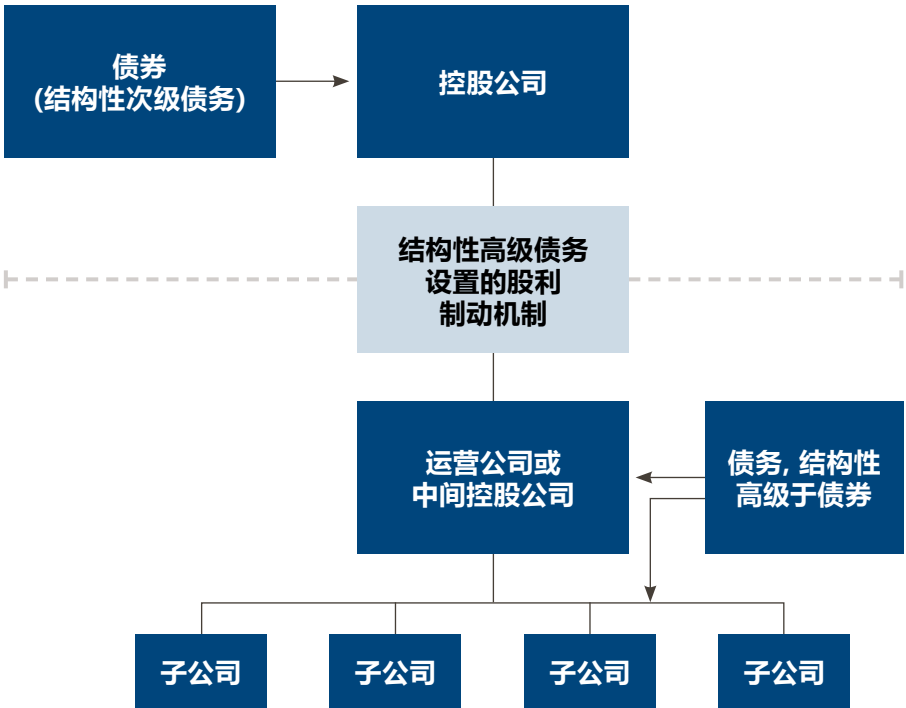 债券
(结构性次级债务)
控股公司
结构性高级债务
设置的股利
制动机制
运营公司或
中间控股公司
债务, 结构性
高级于债券
子公司
子公司
子公司
子公司